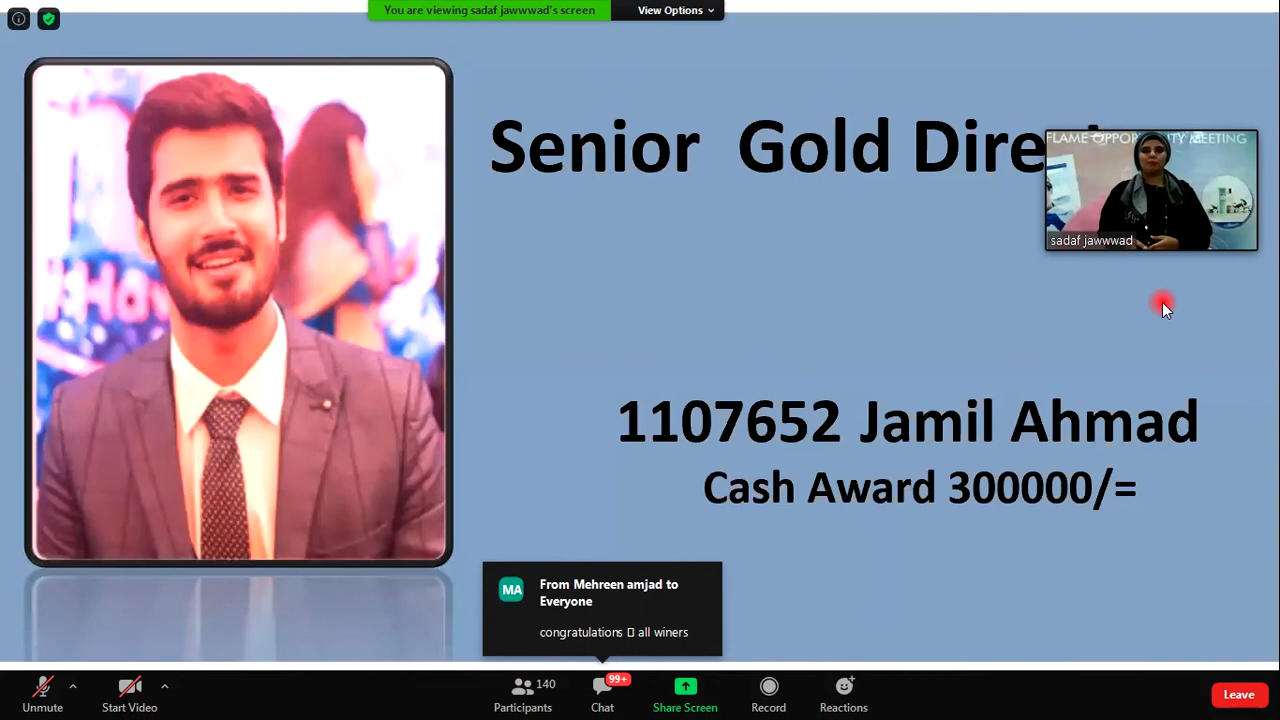 You are viewing sadaf jawwwad's screen
View Options
Senior Gold Dire
FLAME OPPORTUNITY MEETING
sadaf jawwwad
1107652 Jamil Ahmad
Cash Award 300000/=
MA
From Mehreen amjad to
Everyone
congratulations all winers
Unmute
Start Video
140
Participants
99+
Chat
Share Screen
Record
Reactions
Leave